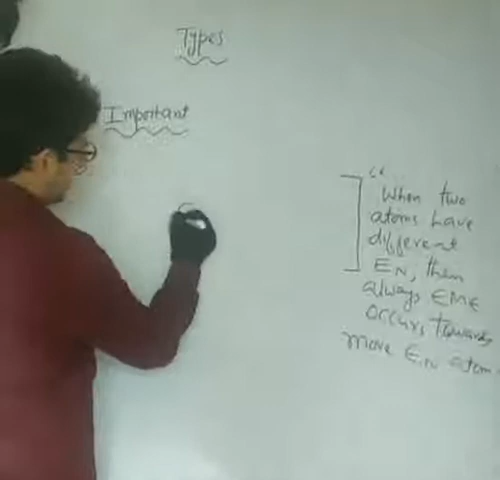 Types
Important
“
When two
atoms have
different
EN, then
always EME
occurs towards
more EN atom